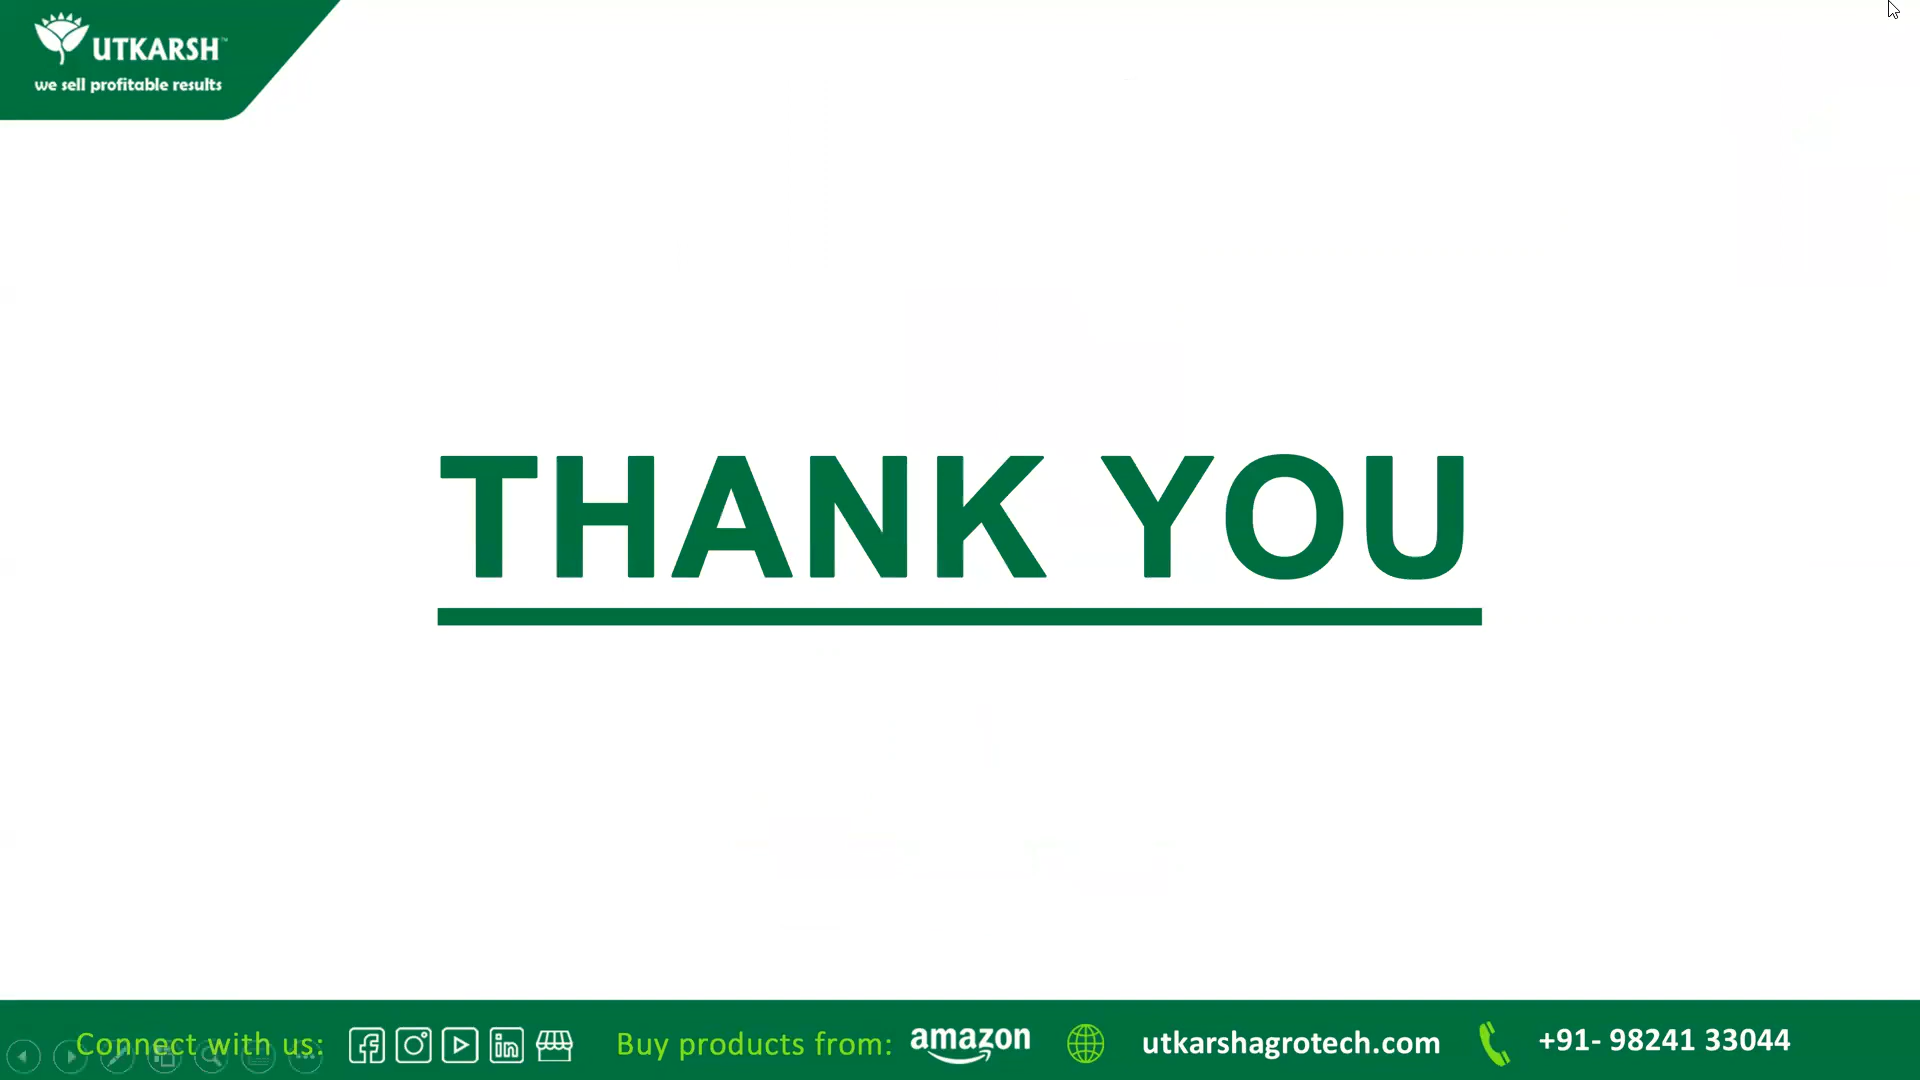 UTKARSH™
we sell profitable results
THANK YOU
Connect with us: Buy products from: amazon utkarshagrotech.com +91- 98241 33044